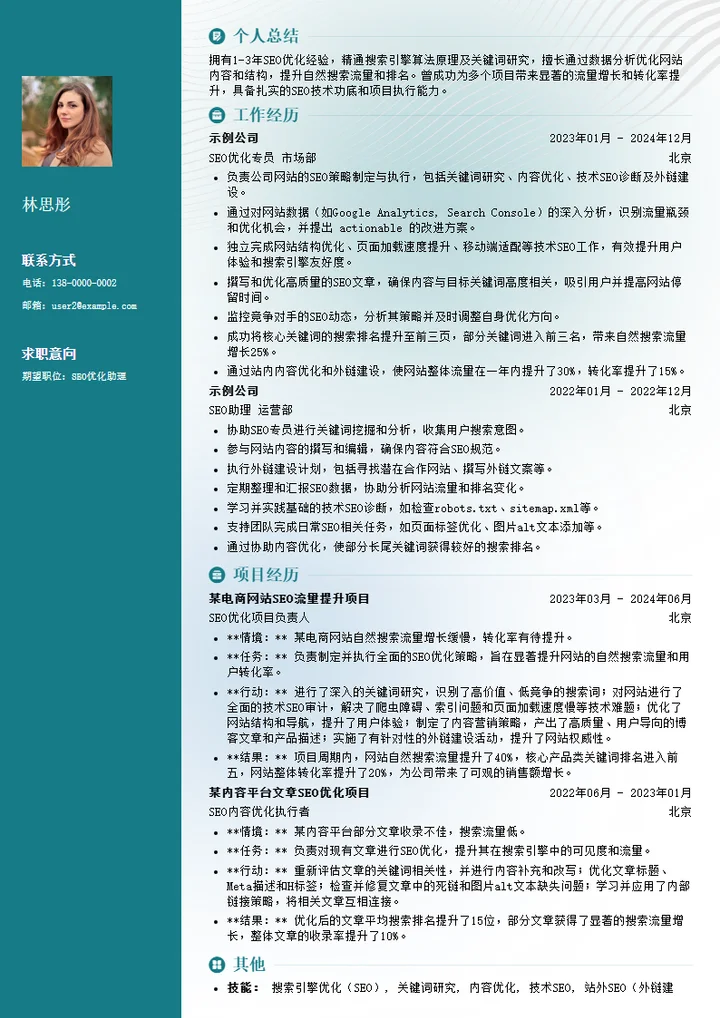 林思彤
联系方式
电话: 138-0000-0002
邮箱: user2@example.com
求职意向
期望职位: SEO优化助理
个人总结
拥有1-3年SEO优化经验，精通搜索引擎算法原理及关键词研究，擅长通过数据分析优化网站
内容和结构，提升自然搜索流量和排名。曾成功为多个项目带来显著的流量增长和转化率提
升，具备扎实的SEO技术功底和项目执行能力。
工作经历
示例公司 2023年01月 - 2024年12月
SEO优化专员 市场部 北京
• 负责公司网站的SEO策略制定与执行，包括关键词研究、内容优化、技术SEO诊断及外链建
设。
• 通过对网站数据（如Google Analytics, Search Console）的深入分析，识别流量瓶颈
和优化机会，并提出 actionable 的改进方案。
• 独立完成网站结构优化、页面加载速度提升、移动端适配等技术SEO工作，有效提升用户
体验和搜索引擎友好度。
• 撰写和优化高质量的SEO文章，确保内容与目标关键词高度相关，吸引用户并提高网站停
留时间。
• 监控竞争对手的SEO动态，分析其策略并及时调整自身优化方向。
• 成功将核心关键词的搜索排名提升至前三页，部分关键词进入前三名，带来自然搜索流量
增长25%。
• 通过站内内容优化和外链建设，使网站整体流量在一年内提升了30%，转化率提升了15%。
示例公司 2022年01月 - 2022年12月
SEO助理 运营部 北京
• 协助SEO专员进行关键词挖掘和分析，收集用户搜索意图。
• 参与网站内容的撰写和编辑，确保内容符合SEO规范。
• 执行外链建设计划，包括寻找潜在合作网站、撰写外链文案等。
• 定期整理和汇报SEO数据，协助分析网站流量和排名变化。
• 学习并实践基础的技术SEO诊断，如检查robots.txt、sitemap.xml等。
• 支持团队完成日常SEO相关任务，如页面标签优化、图片alt文本添加等。
• 通过协助内容优化，使部分长尾关键词获得较好的搜索排名。
项目经历
某电商网站SEO流量提升项目 2023年03月 - 2024年06月
SEO优化项目负责人 北京
• **情境：** 某电商网站自然搜索流量增长缓慢，转化率有待提升。
• **任务：** 负责制定并执行全面的SEO优化策略，旨在显著提升网站的自然搜索流量和用
户转化率。
• **行动：** 进行了深入的关键词研究，识别了高价值、低竞争的搜索词；对网站进行了
全面的技术SEO审计，解决了爬虫障碍、索引问题和页面加载速度慢等技术难题；优化了
网站结构和导航，提升了用户体验；制定了内容营销策略，产出了高质量、用户导向的博
客文章和产品描述；实施了有针对性的外链建设活动，提升了网站权威性。
• **结果：** 项目周期内，网站自然搜索流量提升了40%，核心产品类关键词排名进入前
五，网站整体转化率提升了20%，为公司带来了可观的销售额增长。
某内容平台文章SEO优化项目 2022年06月 - 2023年01月
SEO内容优化执行者 北京
• **情境：** 某内容平台部分文章收录不佳，搜索流量低。
• **任务：** 负责对现有文章进行SEO优化，提升其在搜索引擎中的可见度和流量。
• **行动：** 重新评估文章的关键词相关性，并进行内容补充和改写；优化文章标题、
Meta描述和H标签；检查并修复文章中的死链和图片alt文本缺失问题；学习并应用了内部
链接策略，将相关文章互相连接。
• **结果：** 优化后的文章平均搜索排名提升了15位，部分文章获得了显著的搜索流量增
长，整体文章的收录率提升了10%。
其他
• 技能： 搜索引擎优化（SEO）, 关键词研究, 内容优化, 技术SEO, 站外SEO（外链建